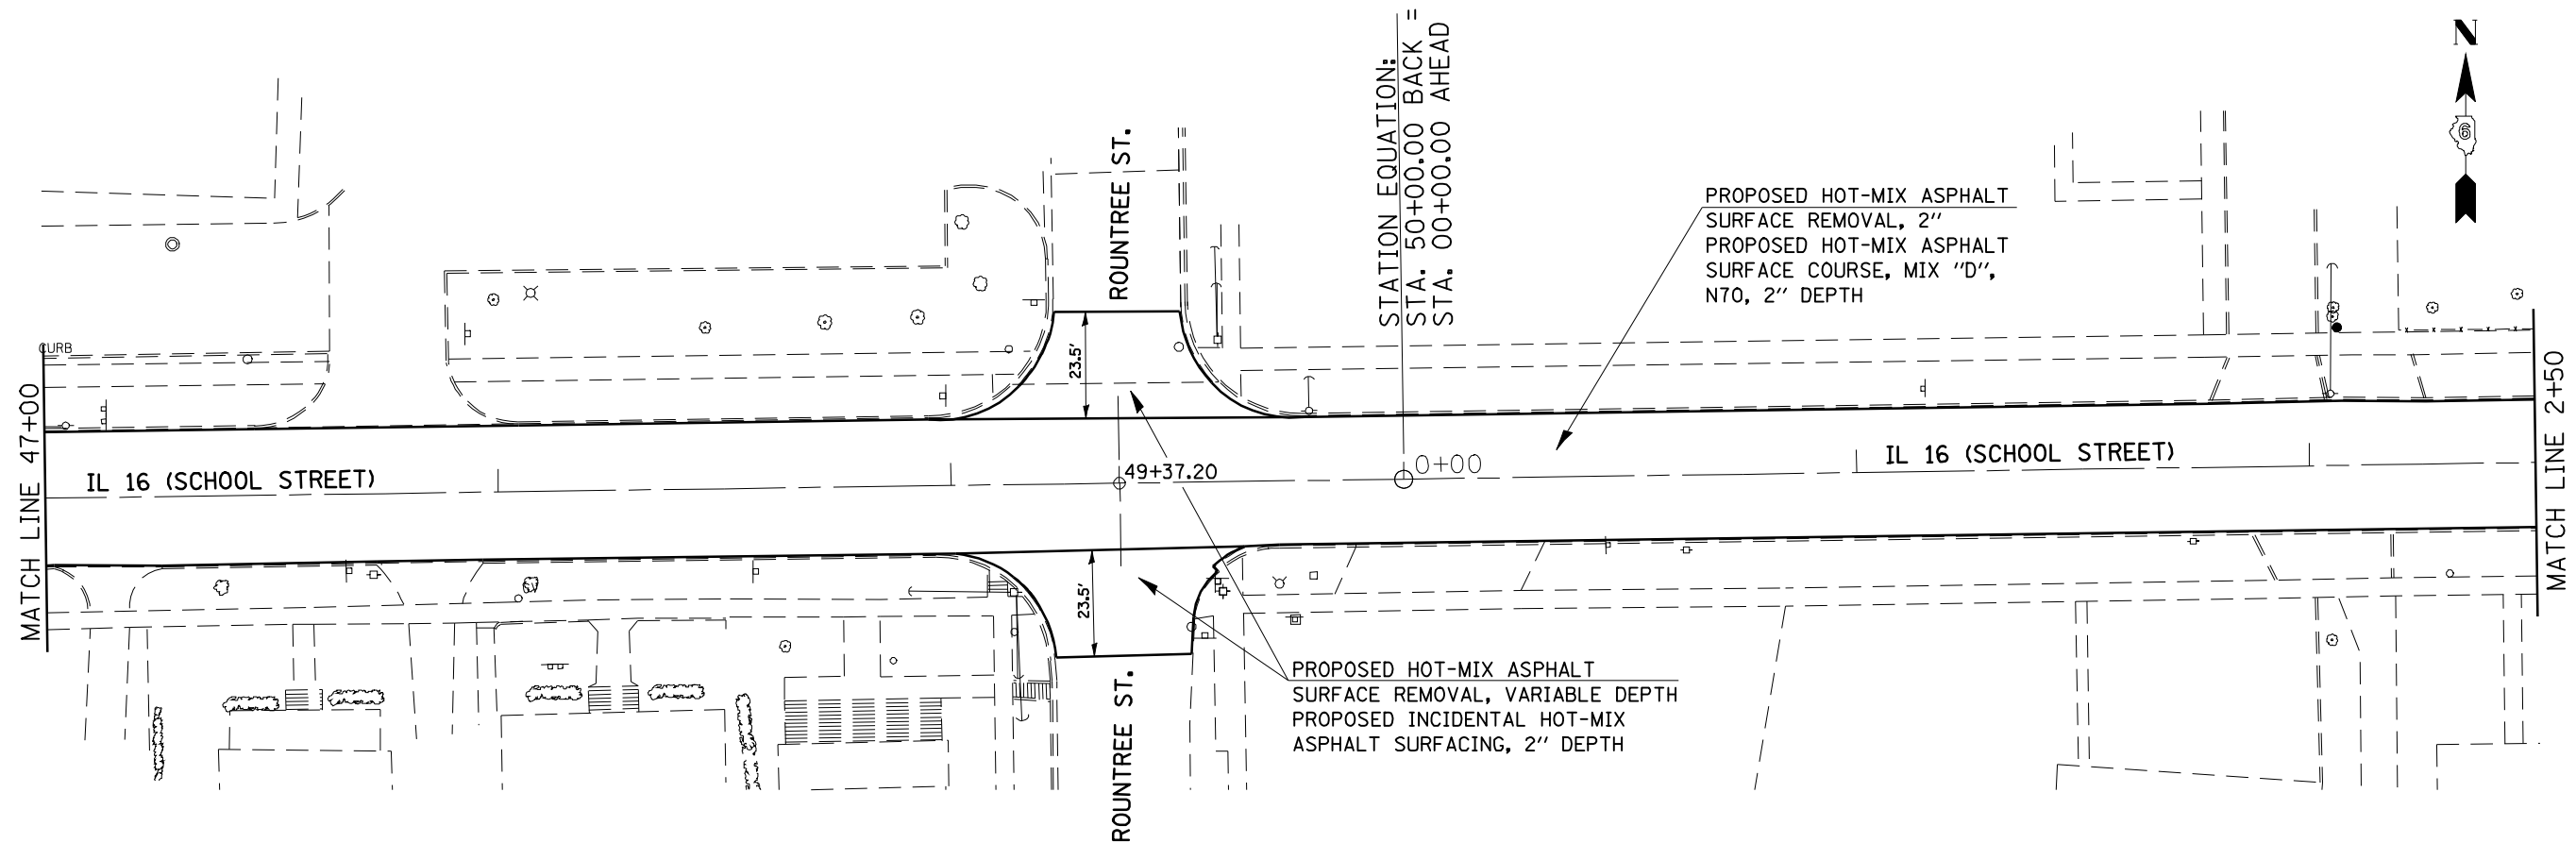 N
6
STATION EQUATION:
STA. 50+00.00 BACK =
STA. 00+00.00 AHEAD
ROUNTREE ST.
PROPOSED HOT-MIX ASPHALT
SURFACE REMOVAL, 2"
PROPOSED HOT-MIX ASPHALT
SURFACE COURSE, MIX "D",
N70, 2" DEPTH
CURB
23.5'
MATCH LINE 47+00
IL 16 (SCHOOL STREET)
49+37.20
0+00
IL 16 (SCHOOL STREET)
MATCH LINE 2+50
GV
23.5'
ROUNTREE ST.
PROPOSED HOT-MIX ASPHALT
SURFACE REMOVAL, VARIABLE DEPTH
PROPOSED INCIDENTAL HOT-MIX
ASPHALT SURFACING, 2" DEPTH